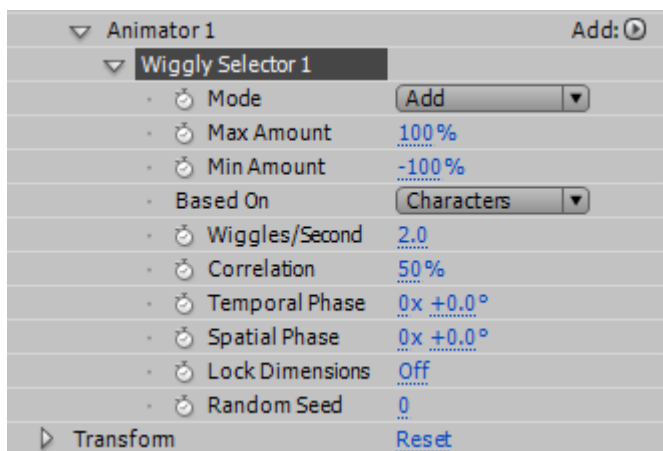 Animator 1 Add:
Wiggly Selector 1
Mode Add
Max Amount 100%
Min Amount -100%
Based On Characters
Wiggles/Second 2.0
Correlation 50%
Temporal Phase 0x +0.0°
Spatial Phase 0x +0.0°
Lock Dimensions Off
Random Seed 0
Transform Reset